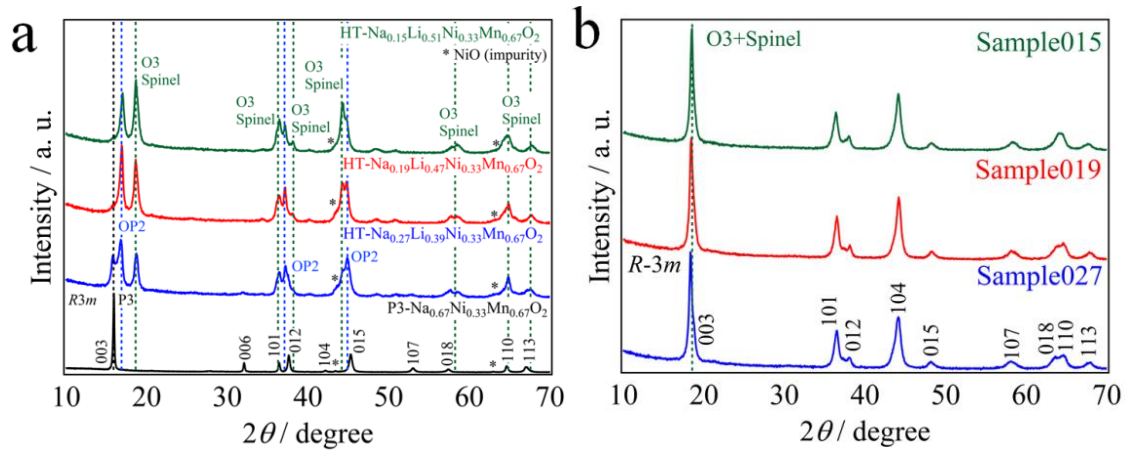 a
HT-Na0.15Li0.51Ni0.33Mn0.67O2
* NiO (impurity)
O3
Spinel
O3
Spinel
O3
Spinel
O3
Spinel
O3
Spinel
O3
Spinel
*
*
HT-Na0.19Li0.47Ni0.33Mn0.67O2
*
*
OP2
HT-Na0.27Li0.39Ni0.33Mn0.67O2
OP2
OP2
*
*
R3m
P3
P3-Na0.67Ni0.33Mn0.67O2
003
006
101
012
104
*
015
107
018
*
110
113
10 20 30 40 50 60 70
2θ / degree
Intensity / a. u.
b
O3+Spinel
Sample015
Sample019
R-3m
Sample027
003
101
012
104
015
107
018
110
113
10 20 30 40 50 60 70
2θ / degree
Intensity / a. u.